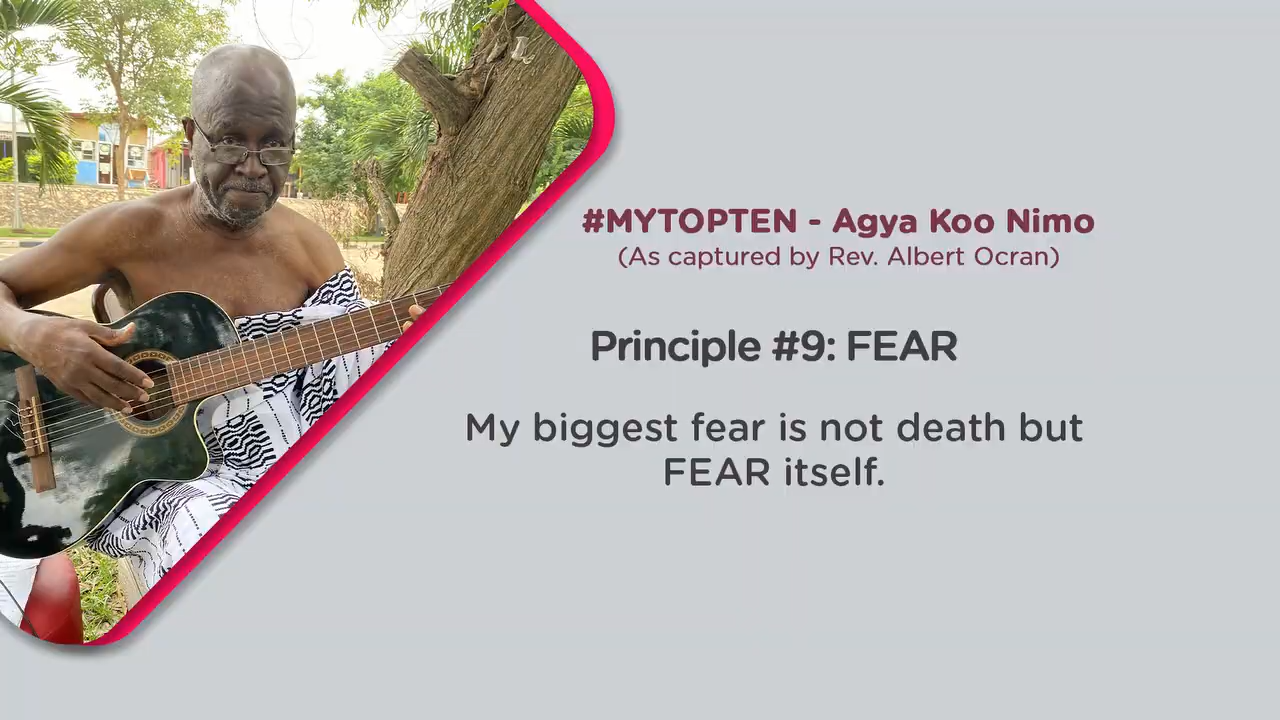 #MYTOPTEN - Agya Koo Nimo
(As captured by Rev. Albert Ocran)
Principle #9: FEAR
My biggest fear is not death but
FEAR itself.